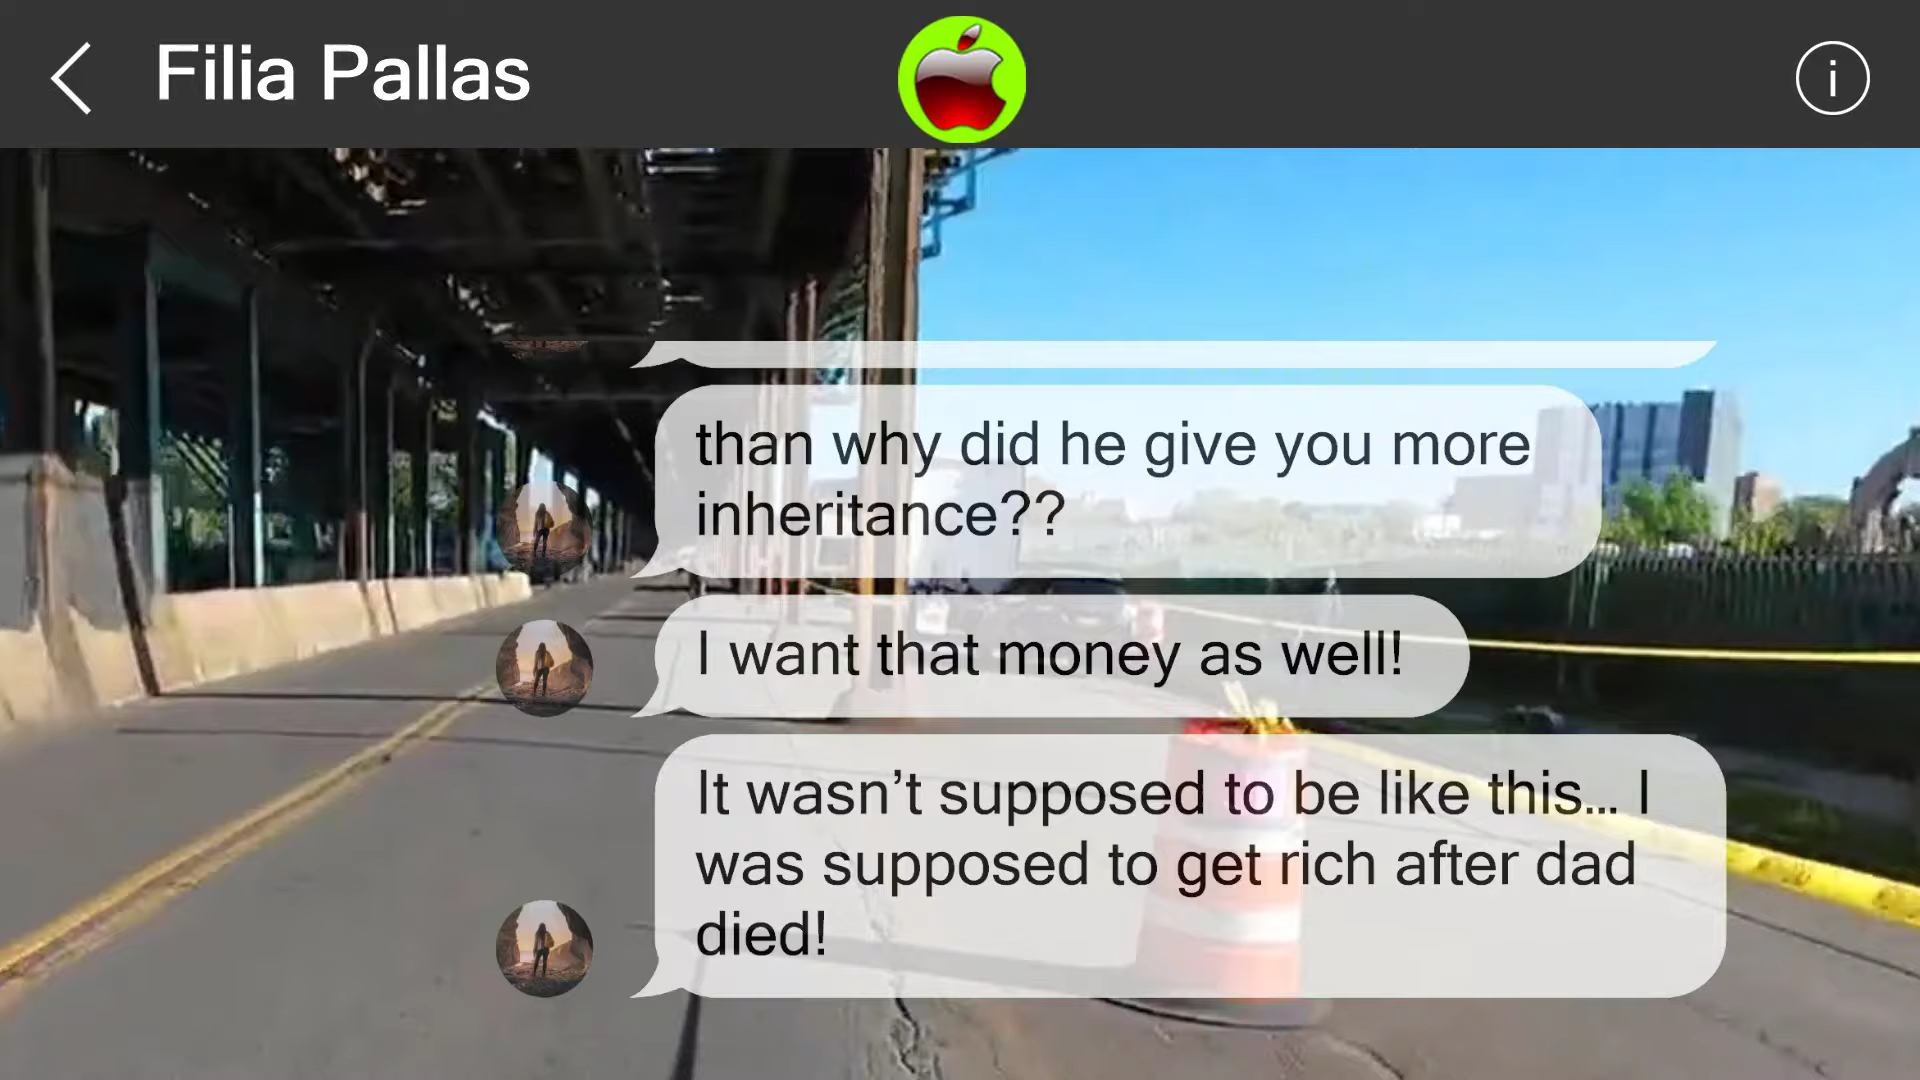 Filia Pallas
than why did he give you more
inheritance??
I want that money as well!
It wasn’t supposed to be like this... I
was supposed to get rich after dad
died!